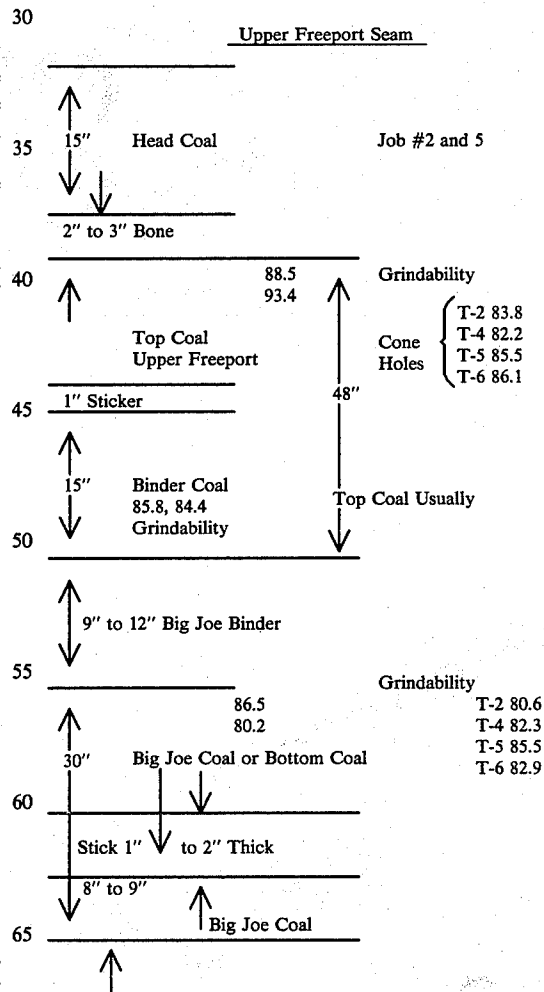 30
Upper Freeport Seam
35
15"
Head Coal
Job #2 and 5
2" to 3" Bone
40
88.5
93.4
Grindability
Top Coal
Upper Freeport
Cone
Holes
T-2 83.8
T-4 82.2
T-5 85.5
T-6 86.1
1" Sticker
48"
45
15"
Binder Coal
85.8, 84.4
Grindability
Top Coal Usually
50
9" to 12" Big Joe Binder
55
86.5
80.2
Grindability
T-2 80.6
T-4 82.3
T-5 85.5
T-6 82.9
30"
Big Joe Coal or Bottom Coal
60
Stick 1" to 2" Thick
8" to 9"
Big Joe Coal
65